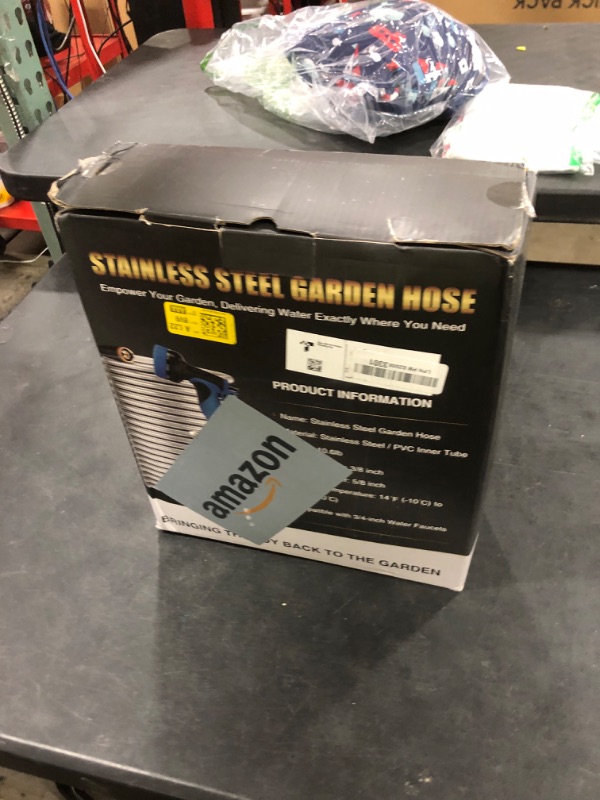 STAINLESS STEEL GARDEN HOSE
Empower Your Garden, Delivering Water Exactly Where You Need
PRODUCT INFORMATION
Name: Stainless Steel Garden Hose
Stainless Steel / PVC Inner Tube
3/8 inch
5/8 inch
14°F (-10°C) to
with 3/4-inch Water Faucets
amazon
BRINGING
BACK TO THE GARDEN